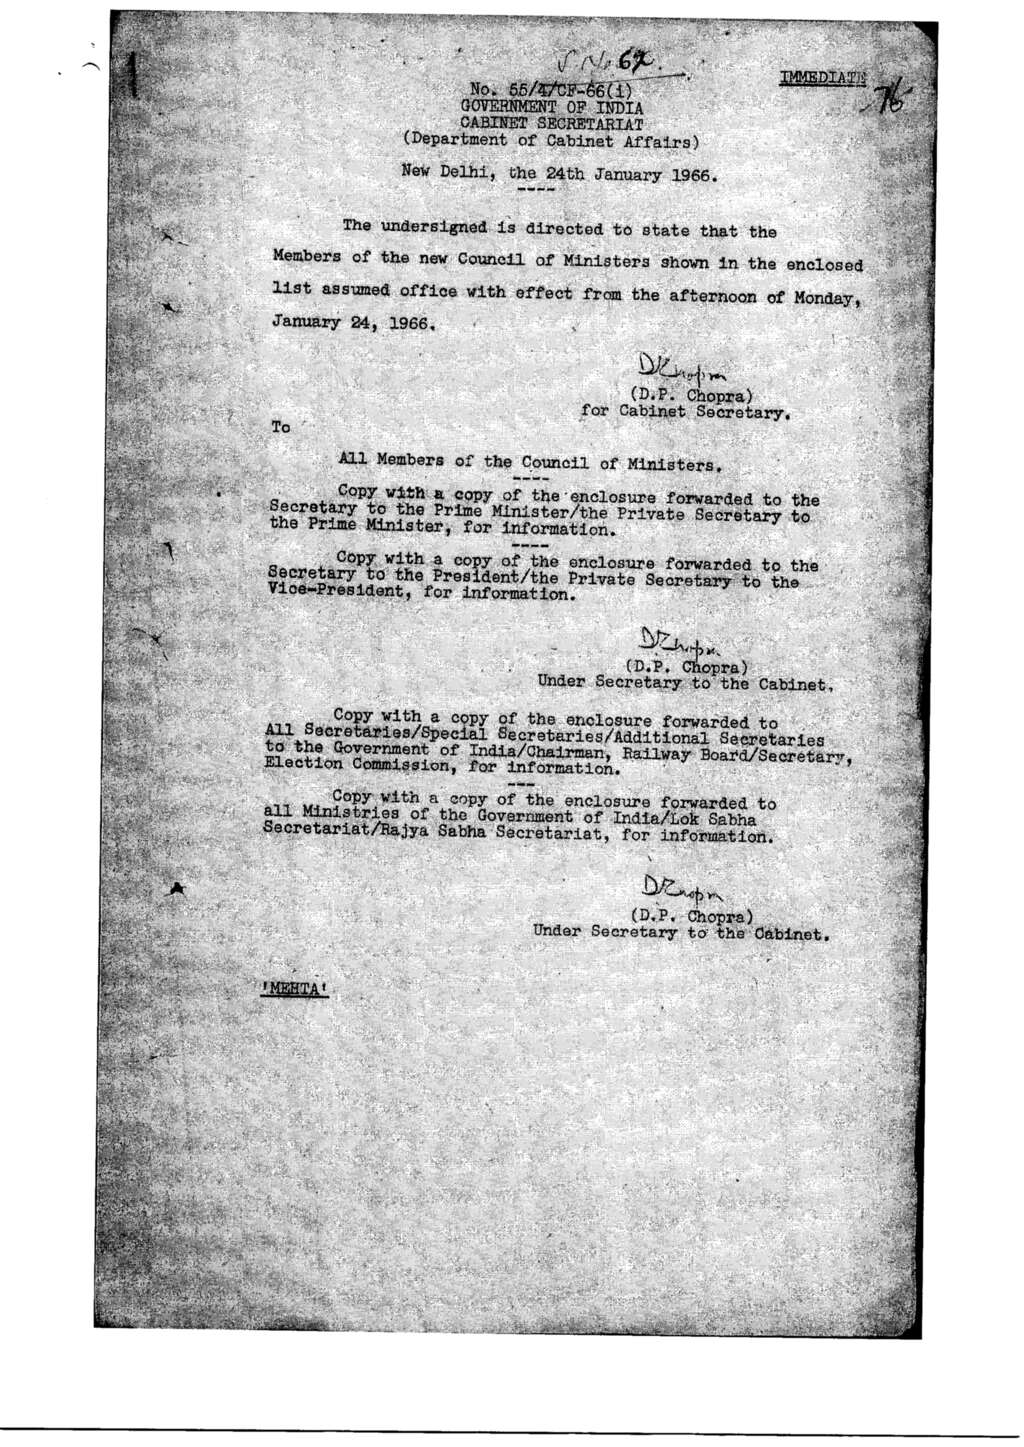 S.No. 62.
IMMEDIATE
76
No. 55/4/CF-66(i)
GOVERNMENT OF INDIA
CABINET SECRETARIAT
(Department of Cabinet Affairs)
New Delhi, the 24th January 1966.
----
The undersigned is directed to state that the
Members of the new Council of Ministers shown in the enclosed
list assumed office with effect from the afternoon of Monday,
January 24, 1966.
DPChopra
(D.P. Chopra)
for Cabinet Secretary.
To
All Members of the Council of Ministers.
----
Copy with a copy of the enclosure forwarded to the
Secretary to the Prime Minister/the Private Secretary to
the Prime Minister, for information.
----
Copy with a copy of the enclosure forwarded to the
Secretary to the President/the Private Secretary to the
Vice-President, for information.
DPChopra
(D.P. Chopra)
Under Secretary to the Cabinet.
Copy with a copy of the enclosure forwarded to
All Secretaries/Special Secretaries/Additional Secretaries
to the Government of India/Chairman, Railway Board/Secretary,
Election Commission, for information.
---
Copy with a copy of the enclosure forwarded to
all Ministries of the Government of India/Lok Sabha
Secretariat/Rajya Sabha Secretariat, for information.
DPChopra
(D.P. Chopra)
Under Secretary to the Cabinet.
'MEHTA'